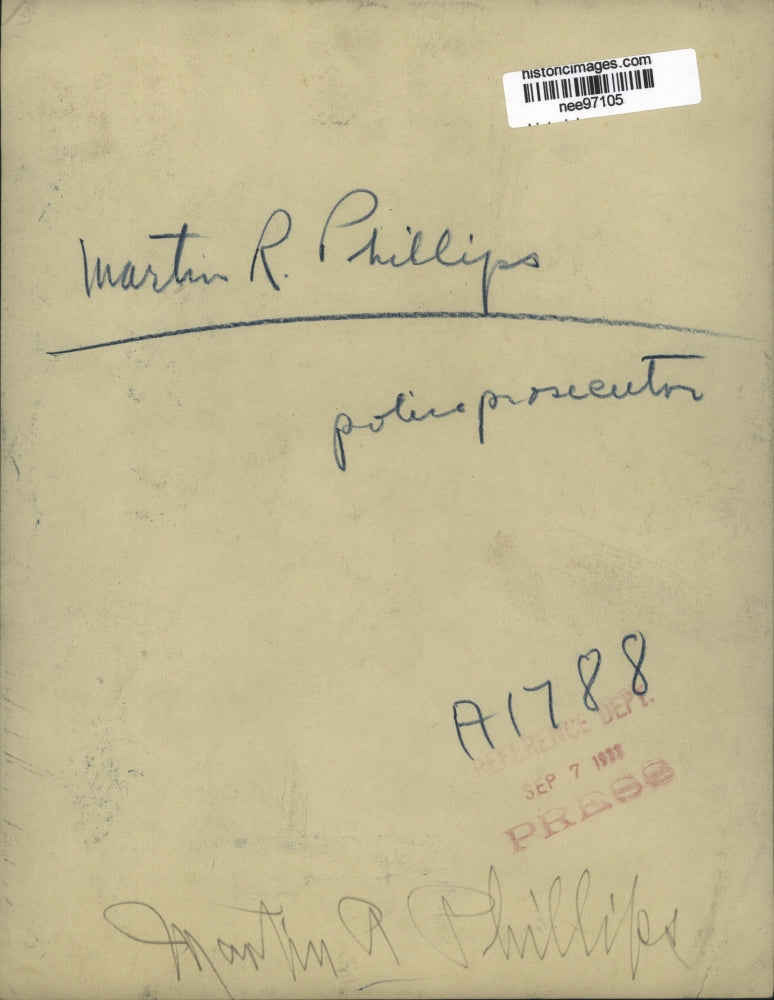 historicimages.com
nee97105
Martin R. Phillips
police prosecutor
A1788
REFERENCE DEPT.
SEP 7
PRESS
Martin R Phillips